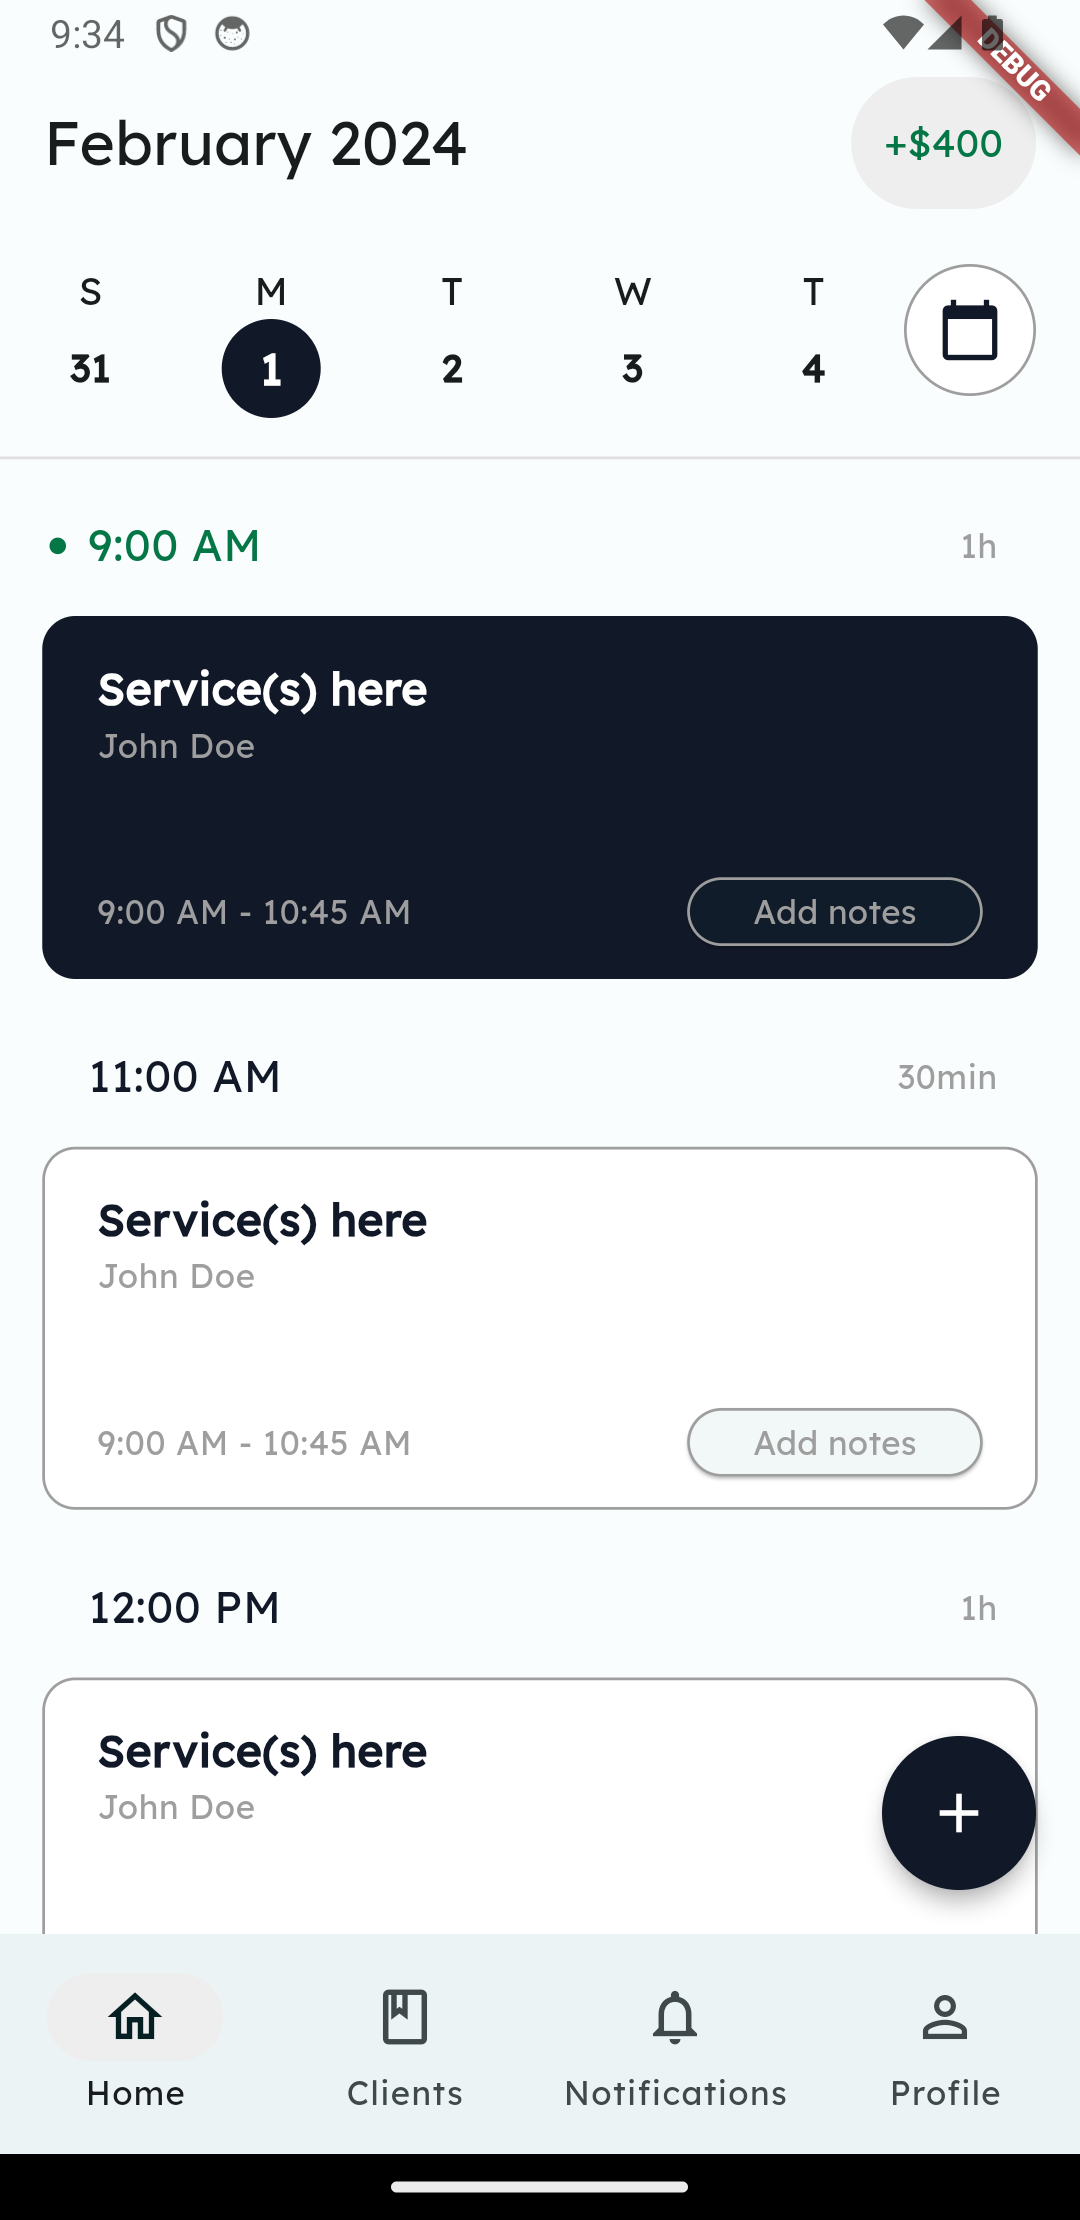 9:34
DEBUG
February 2024
+$400
S M T W T
31 1 2 3 4
9:00 AM
1h
Service(s) here
John Doe
9:00 AM - 10:45 AM
Add notes
11:00 AM
30min
Service(s) here
John Doe
9:00 AM - 10:45 AM
Add notes
12:00 PM
1h
Service(s) here
John Doe
+
Home
Clients
Notifications
Profile